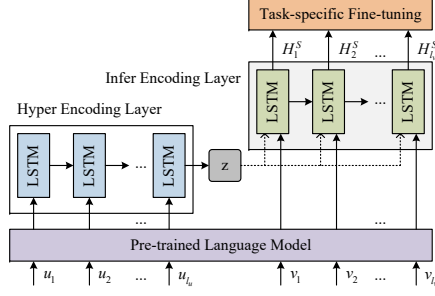 Task-specific Fine-tuning
H_1^S H_2^S ... H_{l_v}^S
Infer Encoding Layer
LSTM LSTM ... LSTM
Hyper Encoding Layer
LSTM LSTM ... LSTM
z
... ...
Pre-trained Language Model
u_1 u_2 ... u_{l_u} v_1 v_2 ... v_{l_v}